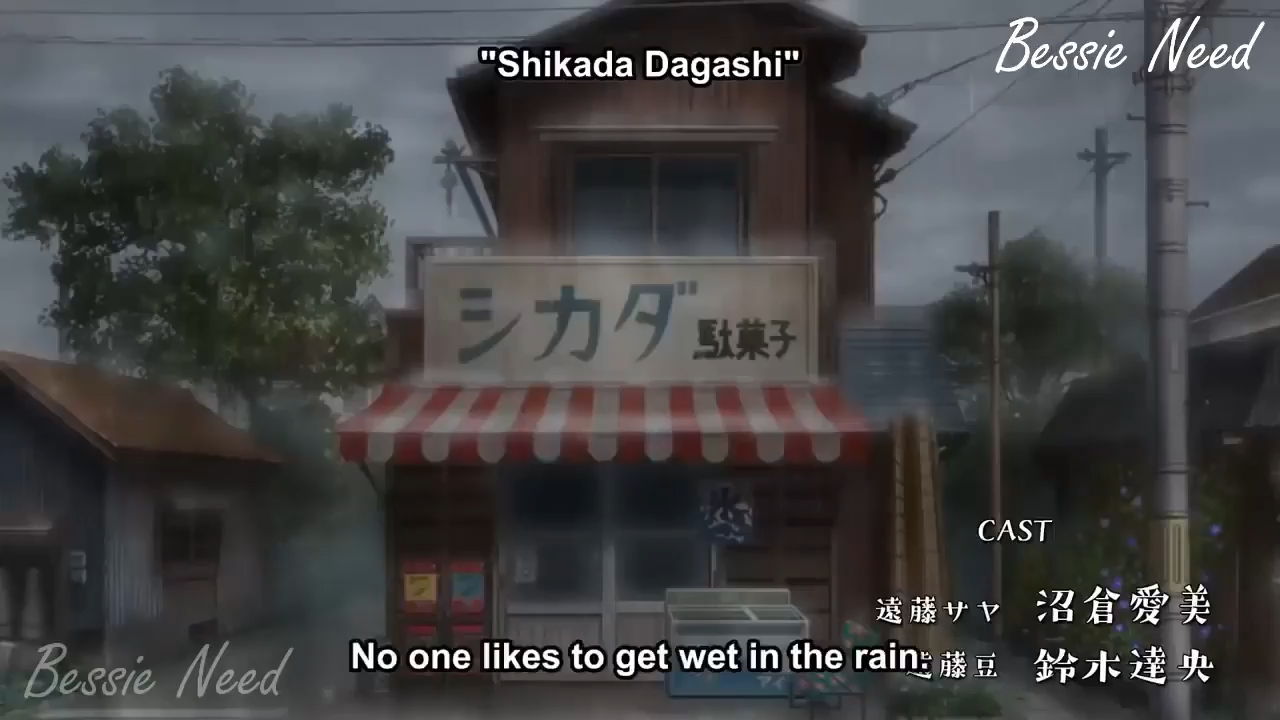 "Shikada Dagashi"
Bessie Need
シカダ 駄菓子
CAST
遠藤サヤ 沼倉愛美
No one likes to get wet in the rain.
遠藤豆 鈴木達央
Bessie Need